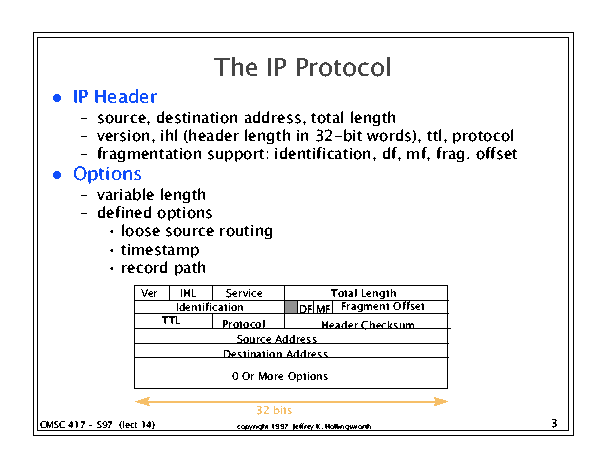 The IP Protocol
● IP Header
– source, destination address, total length
– version, ihl (header length in 32-bit words), ttl, protocol
– fragmentation support: identification, df, mf, frag. offset
● Options
– variable length
– defined options
• loose source routing
• timestamp
• record path
Ver IHL Service Total Length
Identification DF MF Fragment Offset
TTL Protocol Header Checksum
Source Address
Destination Address
0 Or More Options
32 bits
CMSC 417 - S97 (lect 14) copyright 1997 Jeffrey K. Hollingsworth 3